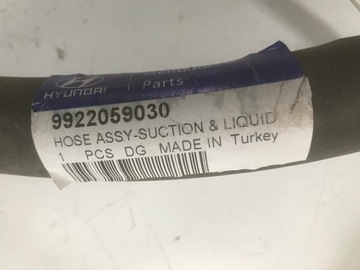 HYUNDAI
Parts
9922059030
HOSE ASSY-SUCTION & LIQUID
1 PCS DG MADE IN Turkey